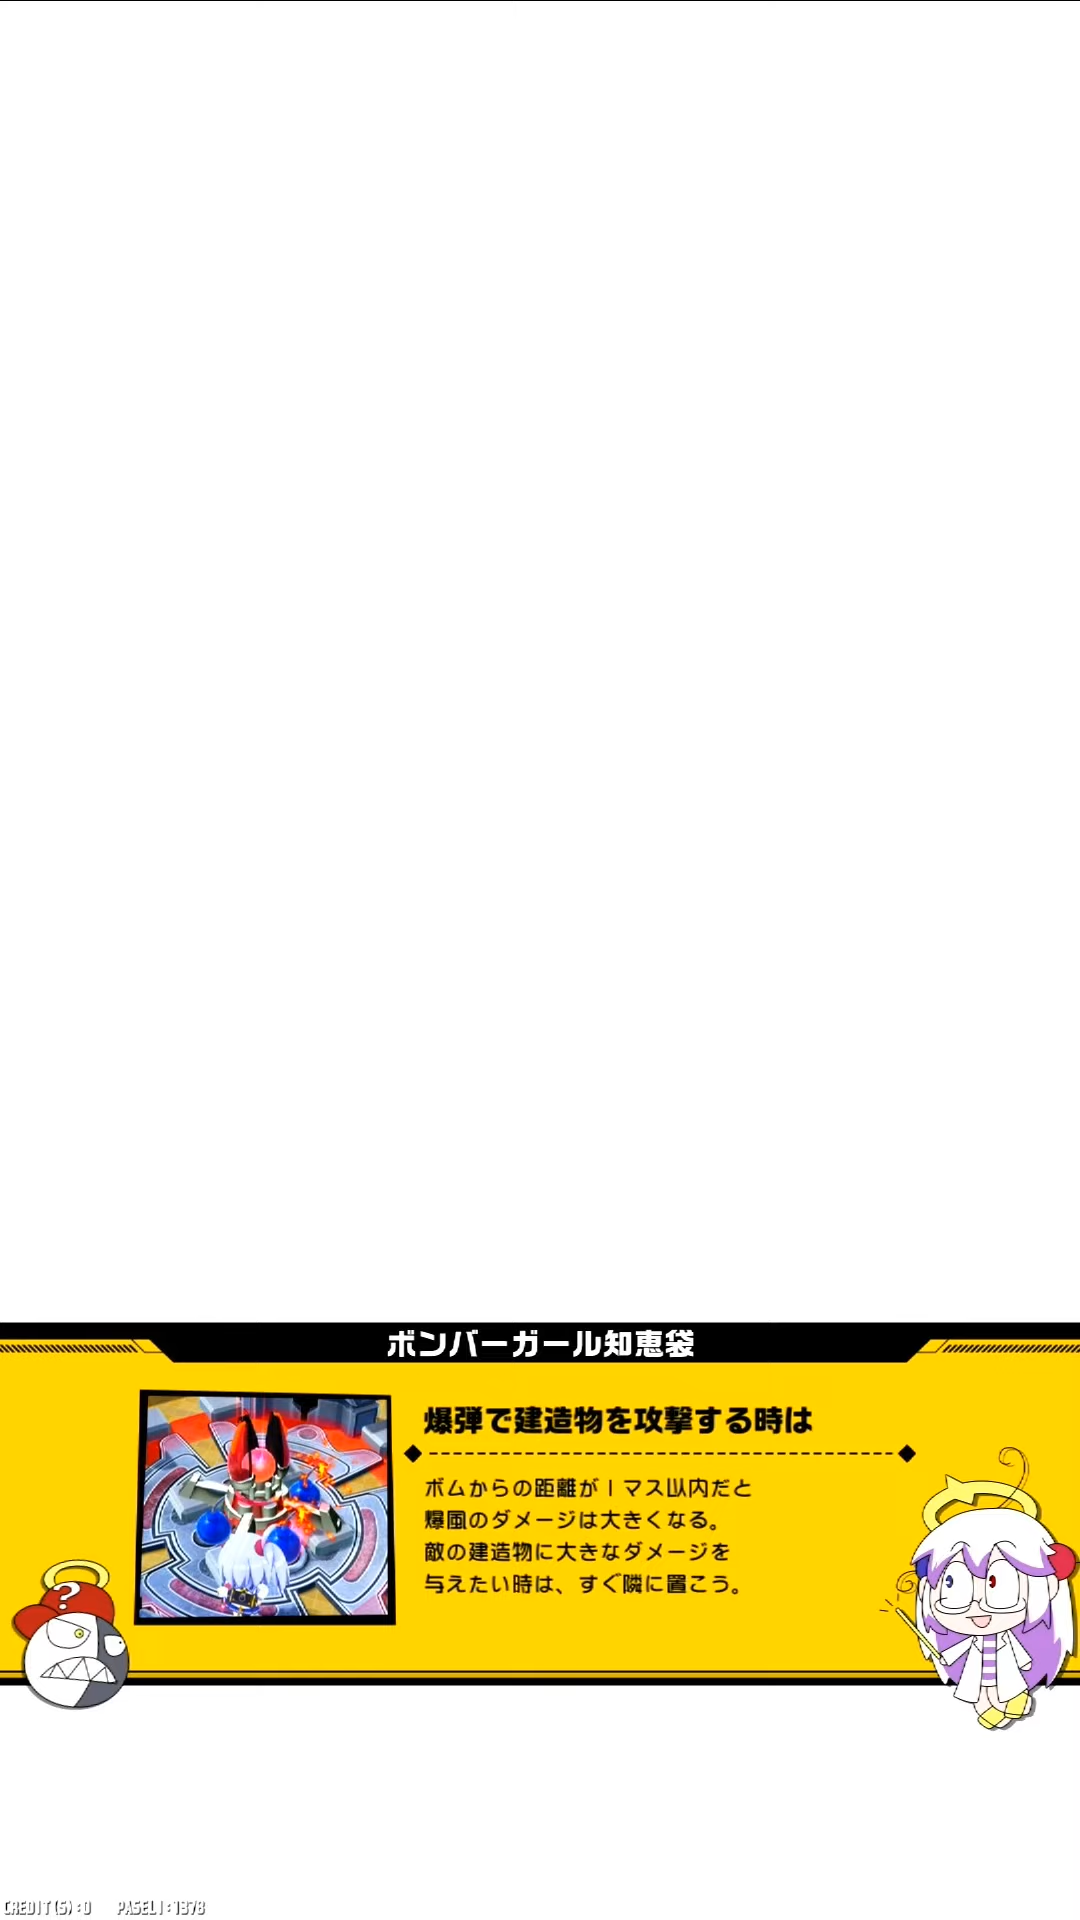 ボンバーガール知恵袋
爆弾で建造物を攻撃する時は
ボムからの距離が1マス以内だと
爆風のダメージは大きくなる。
敵の建造物に大きなダメージを
与えたい時は、すぐ隣に置こう。
?
CREDIT(S):0 PASELI:1378